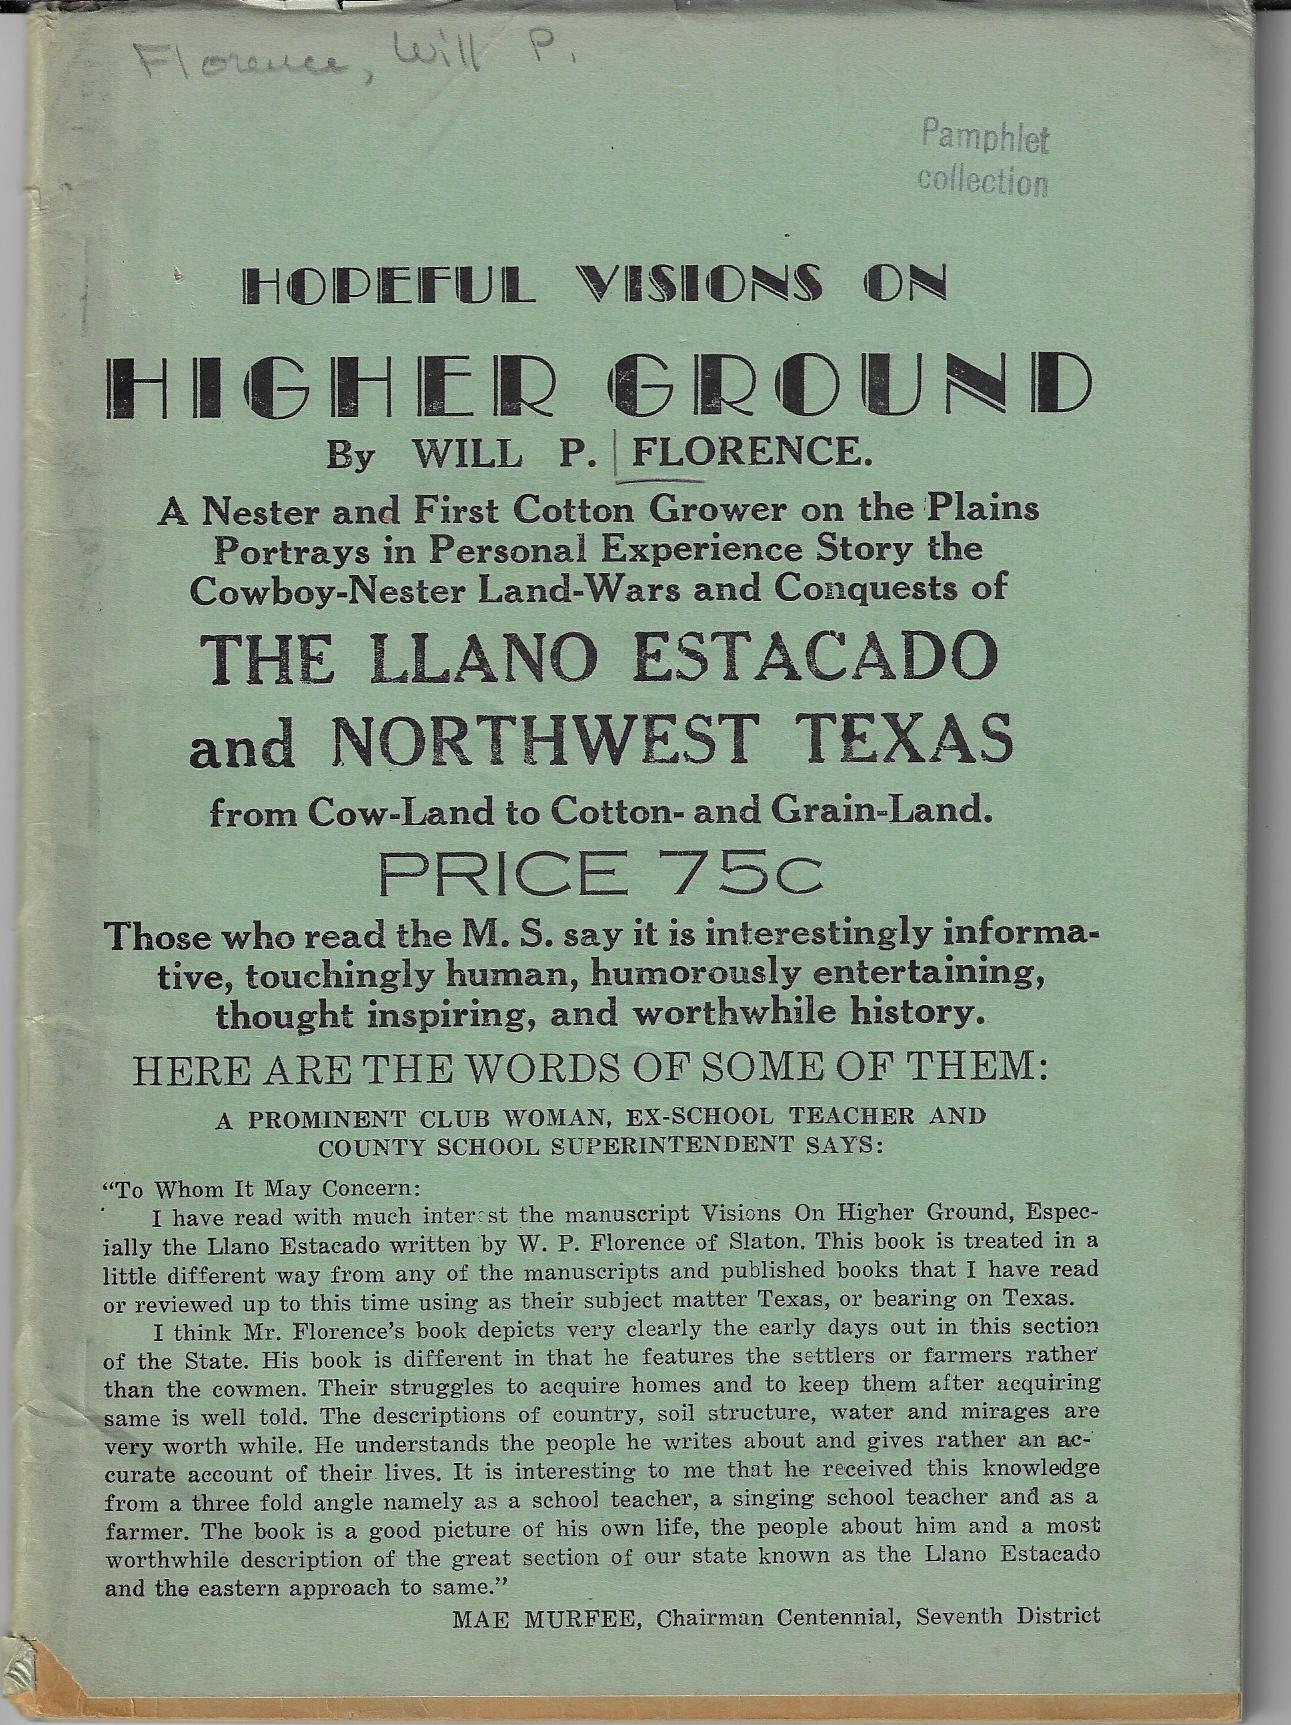 Florence, Will P.
Pamphlet
collection
HOPEFUL VISIONS ON
HIGHER GROUND
By WILL P. FLORENCE.
A Nester and First Cotton Grower on the Plains
Portrays in Personal Experience Story the
Cowboy-Nester Land-Wars and Conquests of
THE LLANO ESTACADO
and NORTHWEST TEXAS
from Cow-Land to Cotton- and Grain-Land.
PRICE 75c
Those who read the M. S. say it is interestingly informa-
tive, touchingly human, humorously entertaining,
thought inspiring, and worthwhile history.
HERE ARE THE WORDS OF SOME OF THEM:
A PROMINENT CLUB WOMAN, EX-SCHOOL TEACHER AND
COUNTY SCHOOL SUPERINTENDENT SAYS:
“To Whom It May Concern:
I have read with much interest the manuscript Visions On Higher Ground, Espec-
ially the Llano Estacado written by W. P. Florence of Slaton. This book is treated in a
little different way from any of the manuscripts and published books that I have read
or reviewed up to this time using as their subject matter Texas, or bearing on Texas.
I think Mr. Florence’s book depicts very clearly the early days out in this section
of the State. His book is different in that he features the settlers or farmers rather
than the cowmen. Their struggles to acquire homes and to keep them after acquiring
same is well told. The descriptions of country, soil structure, water and mirages are
very worth while. He understands the people he writes about and gives rather an ac-
curate account of their lives. It is interesting to me that he received this knowledge
from a three fold angle namely as a school teacher, a singing school teacher and as a
farmer. The book is a good picture of his own life, the people about him and a most
worthwhile description of the great section of our state known as the Llano Estacado
and the eastern approach to same.”
MAE MURFEE, Chairman Centennial, Seventh District